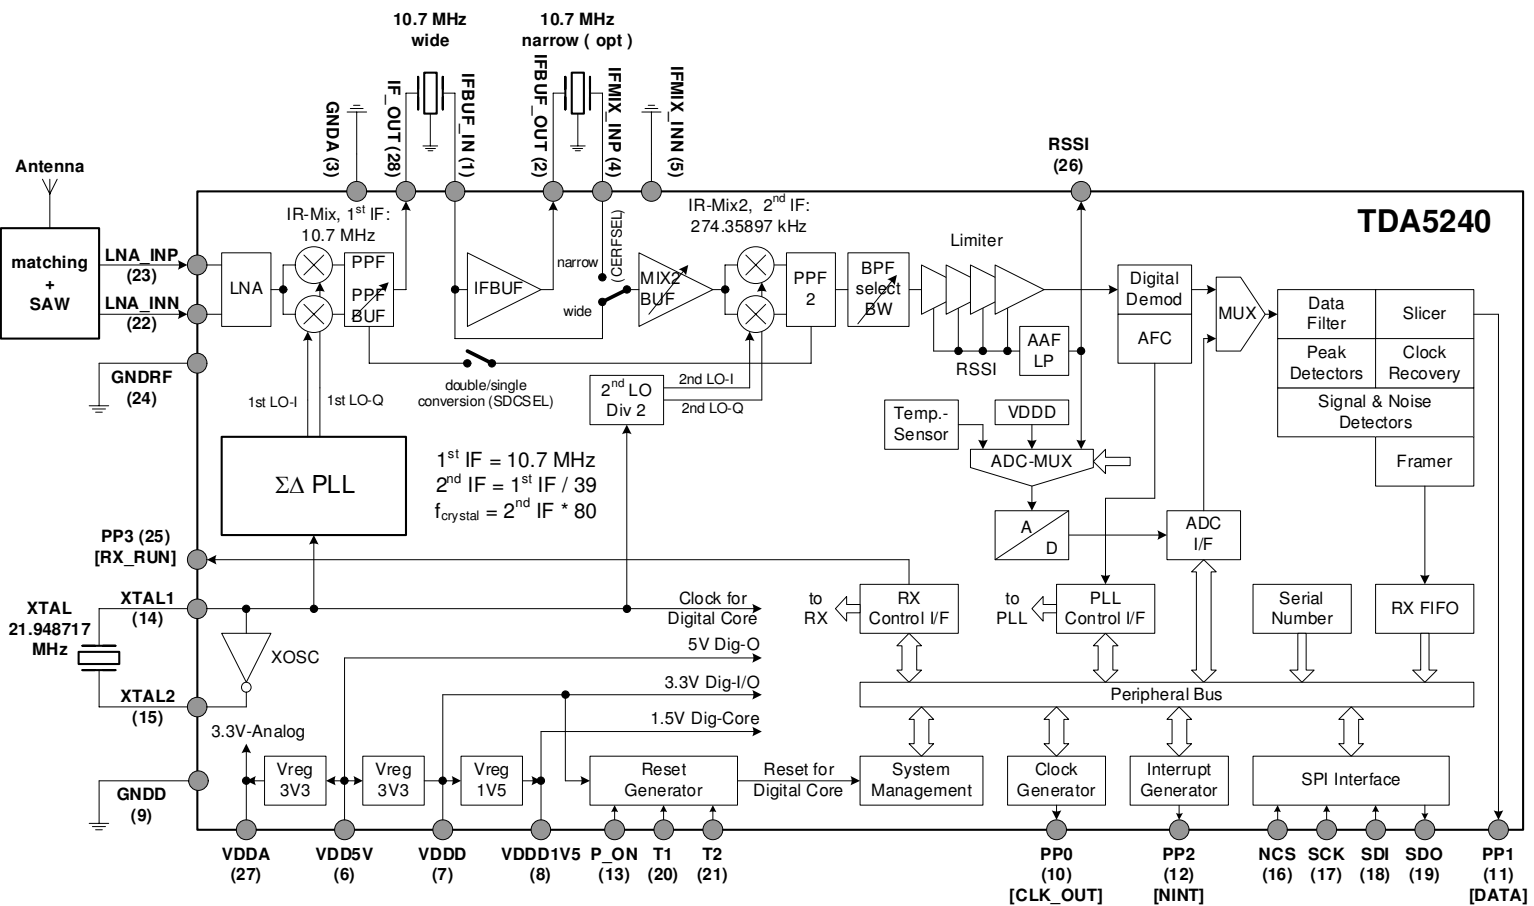 10.7 MHz
wide
10.7 MHz
narrow ( opt )
GNDA (3)
IF_OUT (28)
IFBUF_IN (1)
IFBUF_OUT (2)
IFMIX_INP (4)
IFMIX_INN (5)
RSSI
(26)
Antenna
matching
+
SAW
LNA_INP
(23)
LNA_INN
(22)
GNDRF
(24)
TDA5240
IR-Mix, 1st IF:
10.7 MHz
LNA
PPF
PPF
BUF
IFBUF
narrow
wide
(CERFSEL)
MIX2
BUF
IR-Mix2, 2nd IF:
274.35897 kHz
PPF
2
BPF
select
BW
Limiter
RSSI
AAF
LP
Digital
Demod
AFC
MUX
Data
Filter
Slicer
Peak
Detectors
Clock
Recovery
Signal & Noise
Detectors
Framer
double/single
conversion (SDCSEL)
2nd LO
Div 2
2nd LO-I
2nd LO-Q
1st LO-I
1st LO-Q
Temp.-
Sensor
VDDD
ADC-MUX
ΣΔ PLL
1st IF = 10.7 MHz
2nd IF = 1st IF / 39
fcrystal = 2nd IF * 80
A
D
ADC
I/F
PP3 (25)
[RX_RUN]
XTAL1
(14)
XTAL
21.948717
MHz
XTAL2
(15)
XOSC
Clock for
Digital Core
5V Dig-O
3.3V Dig-I/O
1.5V Dig-Core
3.3V-Analog
to
RX
RX
Control I/F
to
PLL
PLL
Control I/F
Serial
Number
RX FIFO
Peripheral Bus
GNDD
(9)
Vreg
3V3
Vreg
3V3
Vreg
1V5
Reset
Generator
Reset for
Digital Core
System
Management
Clock
Generator
Interrupt
Generator
SPI Interface
VDDA
(27)
VDD5V
(6)
VDDD
(7)
VDDD1V5
(8)
P_ON
(13)
T1
(20)
T2
(21)
PP0
(10)
[CLK_OUT]
PP2
(12)
[NINT]
NCS
(16)
SCK
(17)
SDI
(18)
SDO
(19)
PP1
(11)
[DATA]